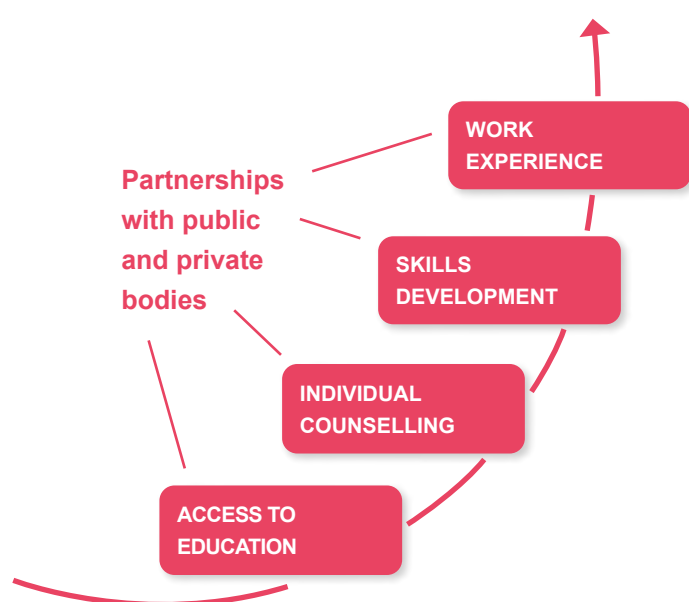 WORK
EXPERIENCE
Partnerships
with public
and private
bodies
SKILLS
DEVELOPMENT
INDIVIDUAL
COUNSELLING
ACCESS TO
EDUCATION